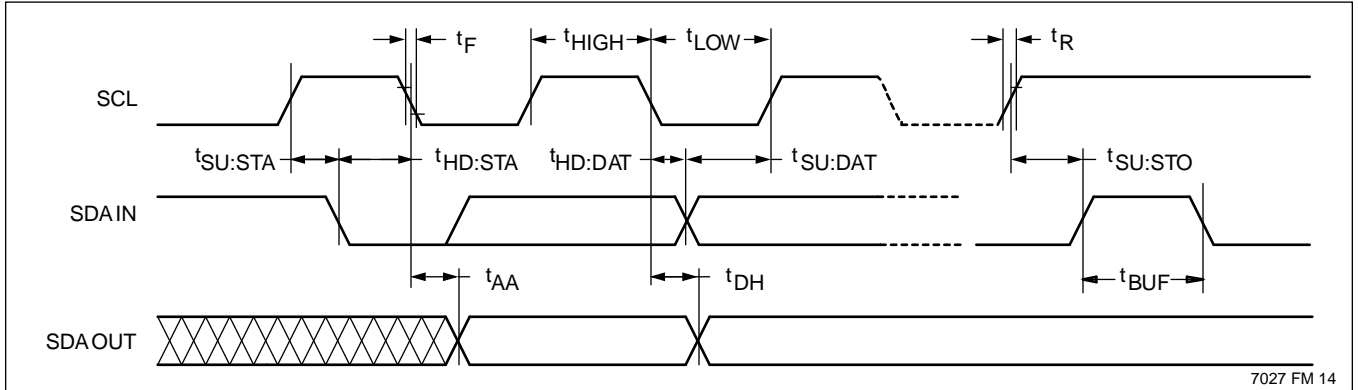 tF tHIGH tLOW tR
SCL
tSU:STA tHD:STA tHD:DAT tSU:DAT tSU:STO
SDA IN
tAA tDH tBUF
SDA OUT
7027 FM 14